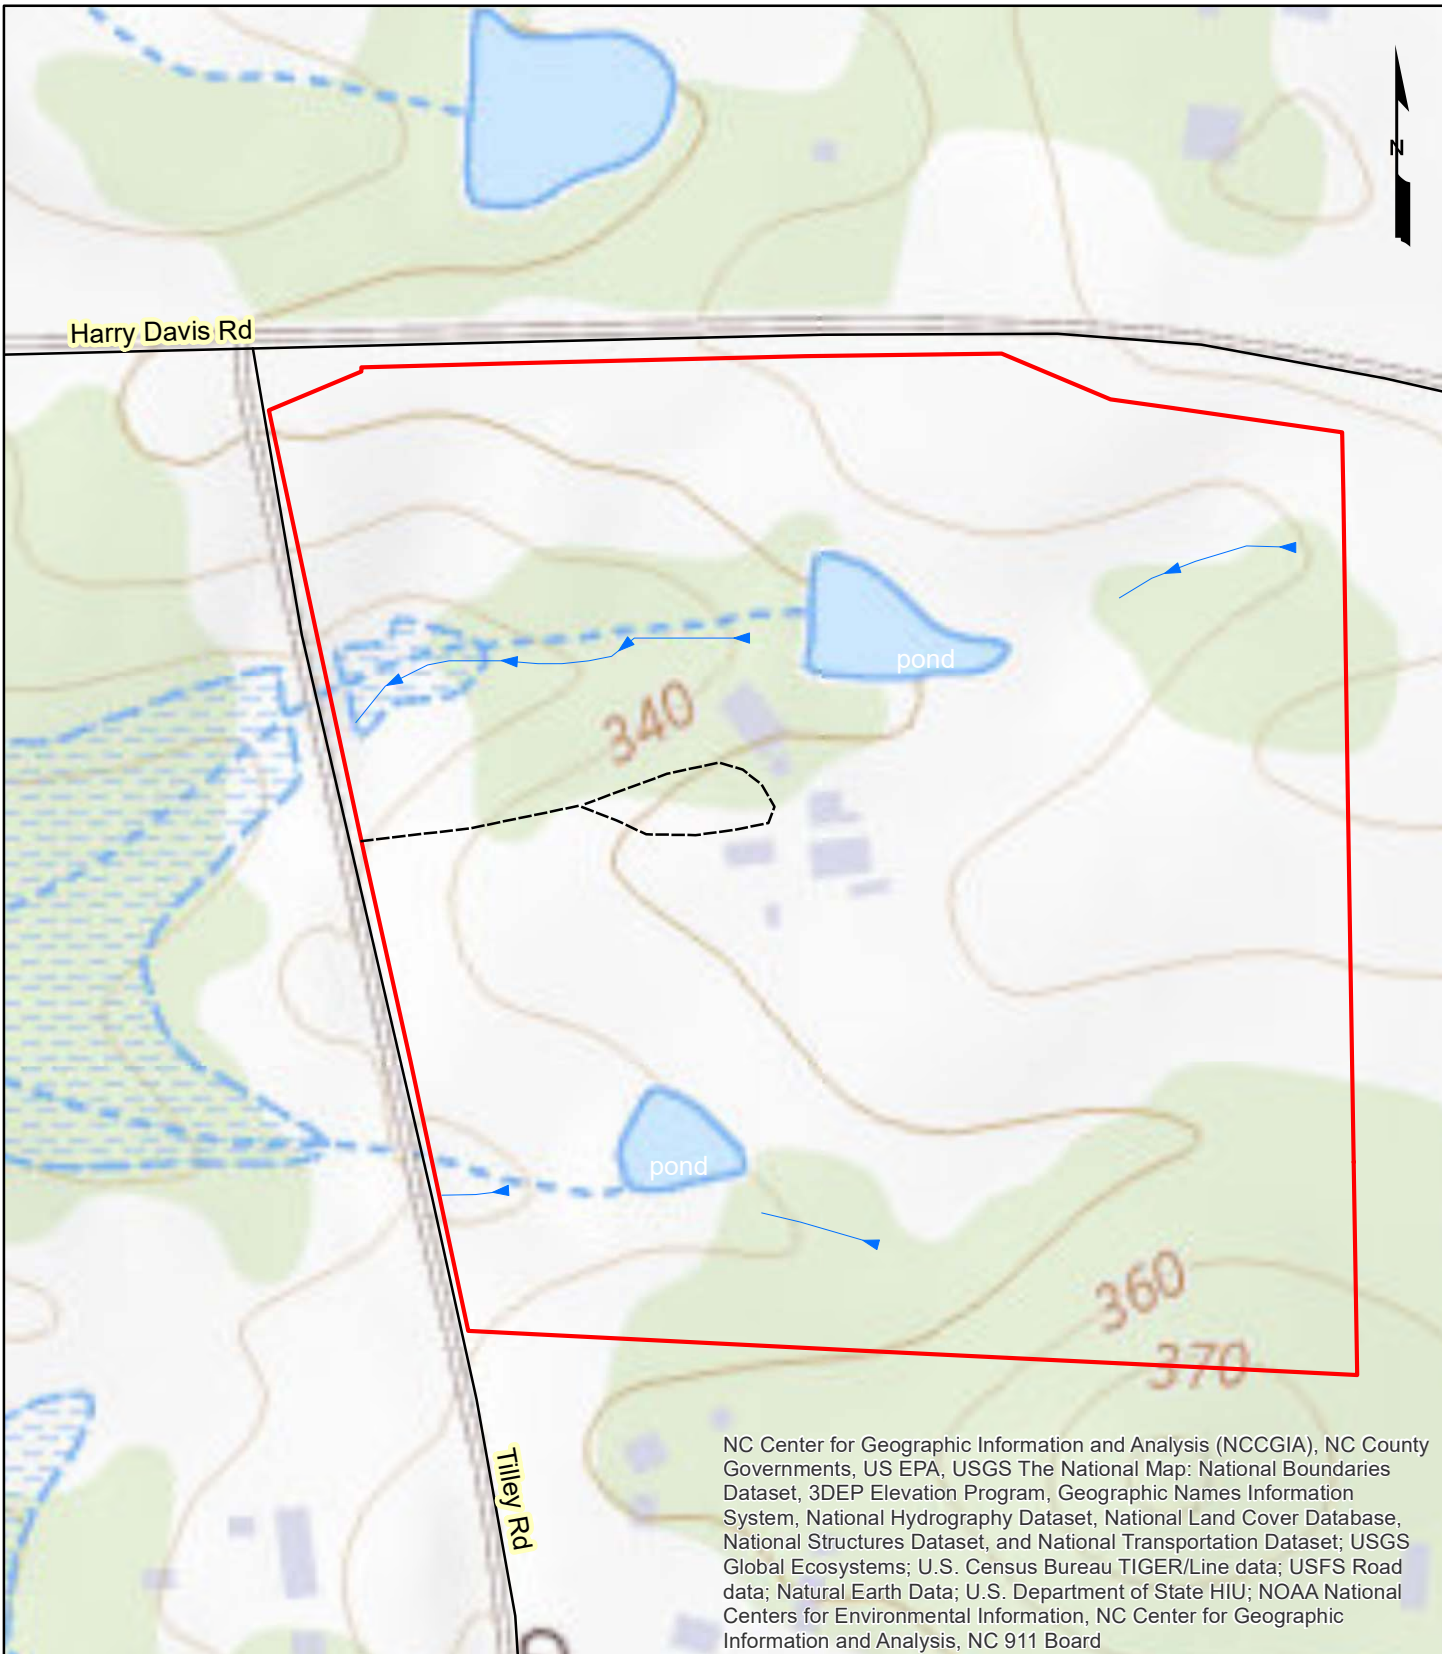 N
Harry Davis Rd
pond
340
pond
360
370
Tilley Rd
NC Center for Geographic Information and Analysis (NCCGIA), NC County
Governments, US EPA, USGS The National Map: National Boundaries
Dataset, 3DEP Elevation Program, Geographic Names Information
System, National Hydrography Dataset, National Land Cover Database,
National Structures Dataset, and National Transportation Dataset; USGS
Global Ecosystems; U.S. Census Bureau TIGER/Line data; USFS Road
data; Natural Earth Data; U.S. Department of State HIU; NOAA National
Centers for Environmental Information, NC Center for Geographic
Information and Analysis, NC 911 Board